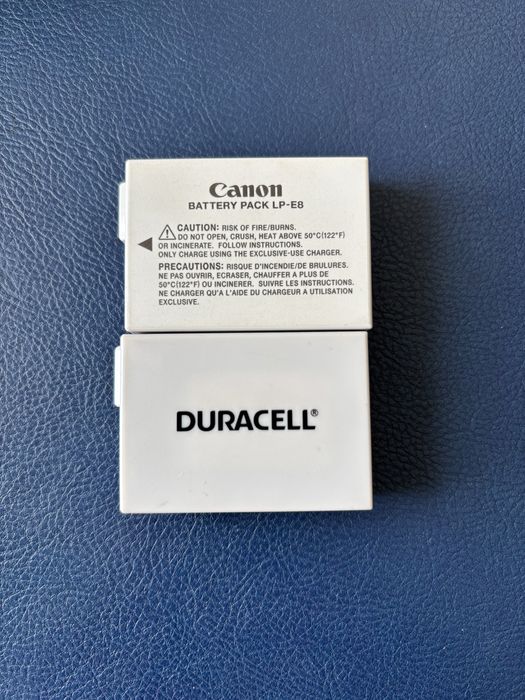 Canon
BATTERY PACK LP-E8
CAUTION: RISK OF FIRE/BURNS.
DO NOT OPEN, CRUSH, HEAT ABOVE 50°C(122°F)
OR INCINERATE. FOLLOW INSTRUCTIONS.
ONLY CHARGE USING THE EXCLUSIVE-USE CHARGER.
PRECAUTIONS: RISQUE D'INCENDIE/DE BRULURES.
NE PAS OUVRIR, ECRASER, CHAUFFER A PLUS DE
50°C(122°F) OU INCINERER. SUIVRE LES INSTRUCTIONS.
NE CHARGER QU'A L'AIDE DU CHARGEUR A UTILISATION
EXCLUSIVE.
DURACELL®